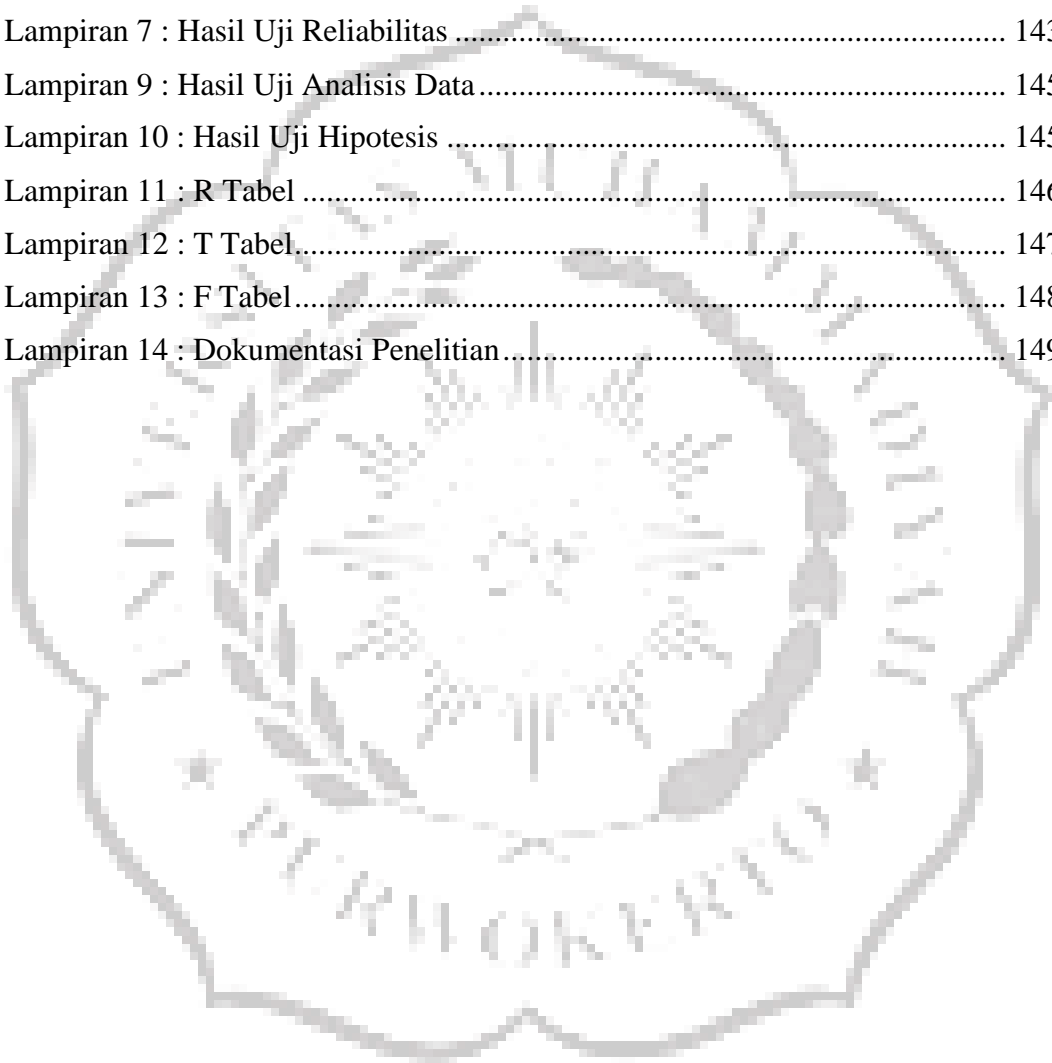 Lampiran 7 : Hasil Uji Reliabilitas ........................................................................ 143
Lampiran 9 : Hasil Uji Analisis Data..................................................................... 145
Lampiran 10 : Hasil Uji Hipotesis ......................................................................... 145
Lampiran 11 : R Tabel ............................................................................................ 146
Lampiran 12 : T Tabel............................................................................................. 147
Lampiran 13 : F Tabel............................................................................................. 148
Lampiran 14 : Dokumentasi Penelitian .................................................................. 149